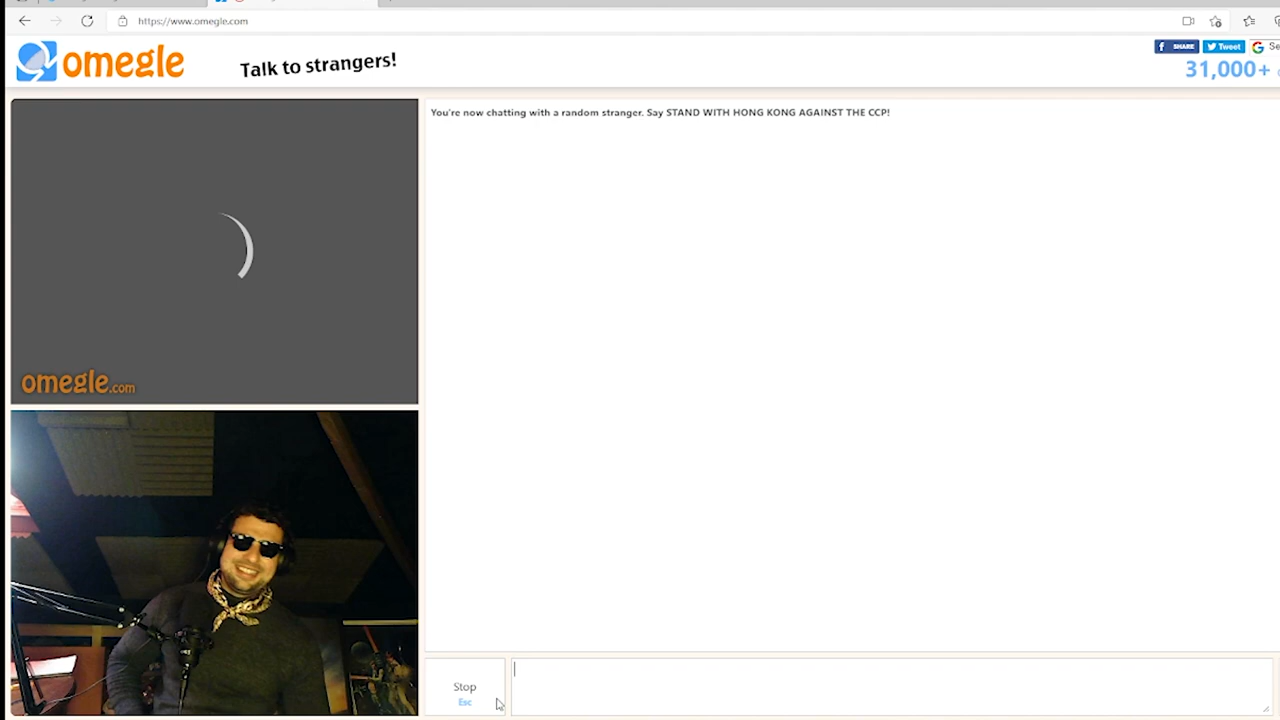 https://www.omegle.com
omegle
Talk to strangers!
SHARE
Tweet
31,000+
You're now chatting with a random stranger. Say STAND WITH HONG KONG AGAINST THE CCP!
omegle.com
Stop
Esc